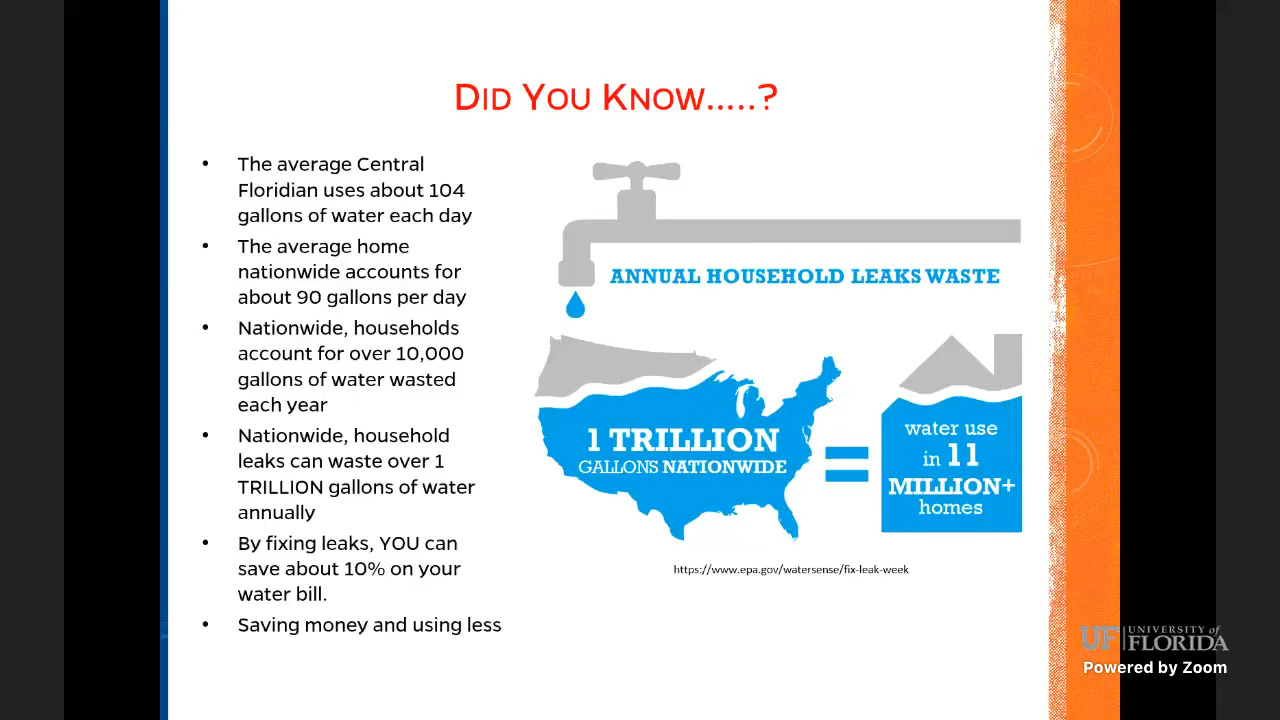 DID YOU KNOW.....?
• The average Central
Floridian uses about 104
gallons of water each day
• The average home
nationwide accounts for
about 90 gallons per day
• Nationwide, households
account for over 10,000
gallons of water wasted
each year
• Nationwide, household
leaks can waste over 1
TRILLION gallons of water
annually
• By fixing leaks, YOU can
save about 10% on your
water bill.
• Saving money and using less
ANNUAL HOUSEHOLD LEAKS WASTE
1 TRILLION
GALLONS NATIONWIDE
=
water use
in 11
MILLION+
homes
https://www.epa.gov/watersense/fix-leak-week
UF UNIVERSITY of
FLORIDA
Powered by Zoom